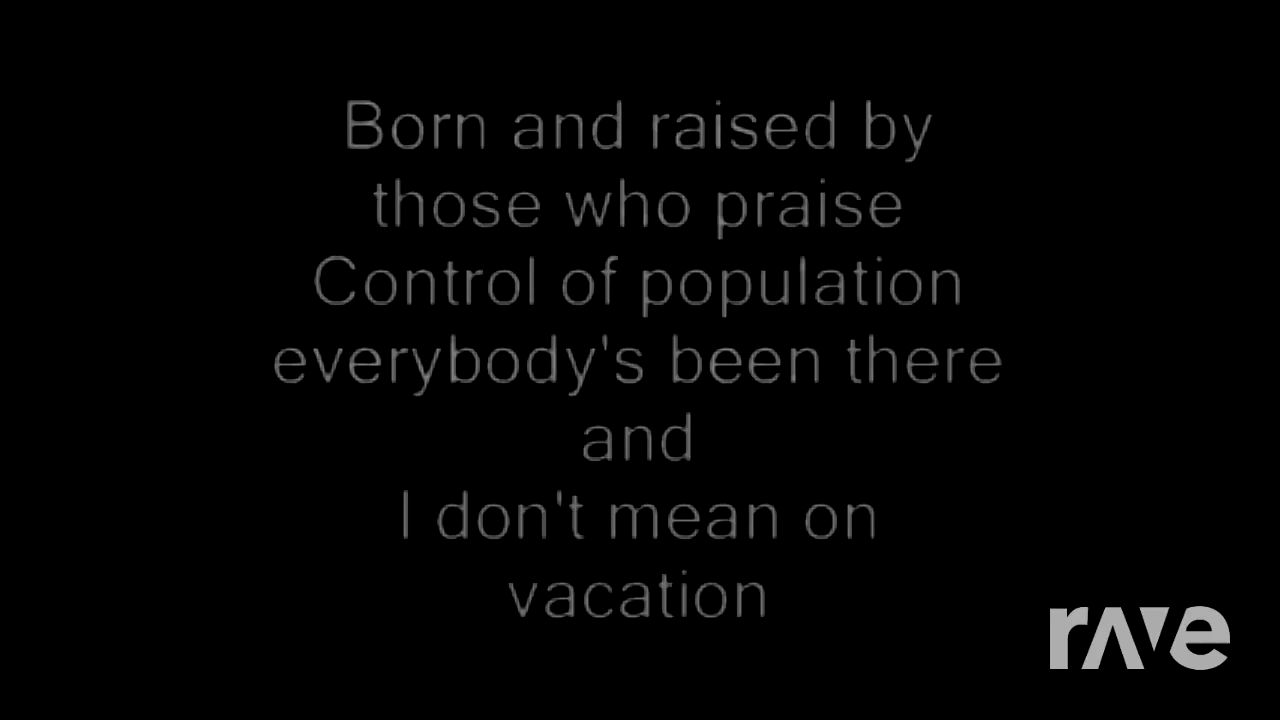 Born and raised by
those who praise
Control of population
everybody's been there
and
I don't mean on
vacation
rave